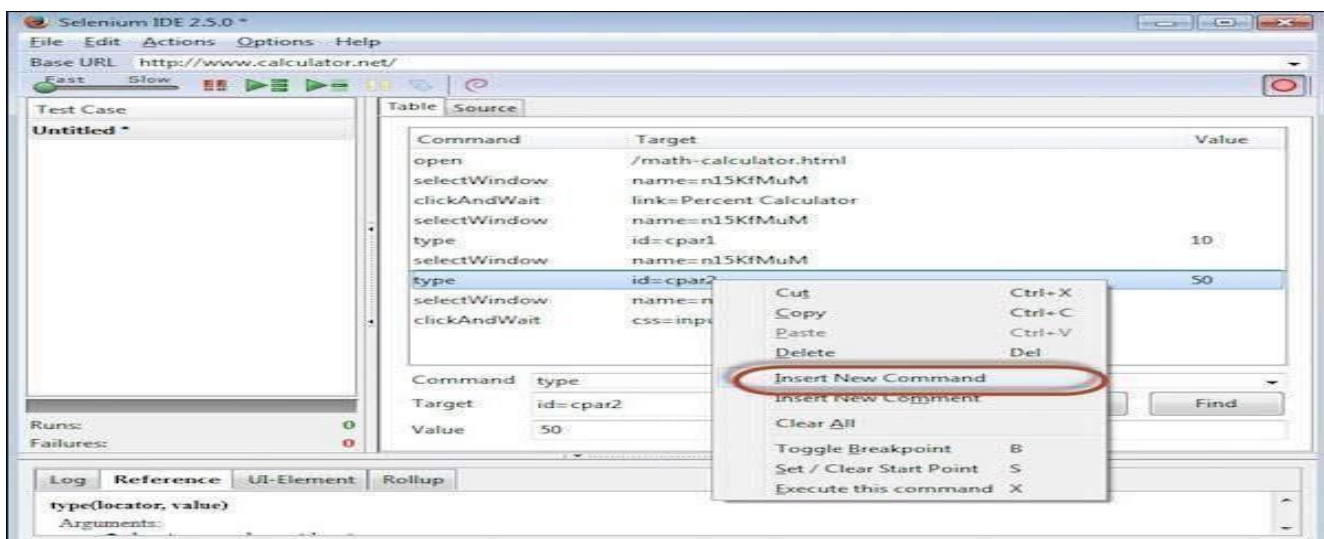 Selenium IDE 2.5.0 *
File Edit Actions Options Help
Base URL http://www.calculator.net/
Fast Slow
Test Case
Table Source
Untitled *
Command Target Value
open /math-calculator.html
selectWindow name=n15KfMuM
clickAndWait link=Percent Calculator
selectWindow name=n15KfMuM
type id=cpar1 10
selectWindow name=n15KfMuM
type id=cpar2 50
selectWindow name=n
clickAndWait css=inpu
Cut Ctrl+X
Copy Ctrl+C
Paste Ctrl+V
Delete Del
Insert New Command
Insert New Comment
Clear All
Toggle Breakpoint B
Set / Clear Start Point S
Execute this command X
Command type
Target id=cpar2 Find
Value 50
Runs: 0
Failures: 0
Log Reference UI-Element Rollup
type(locator, value)
Arguments: